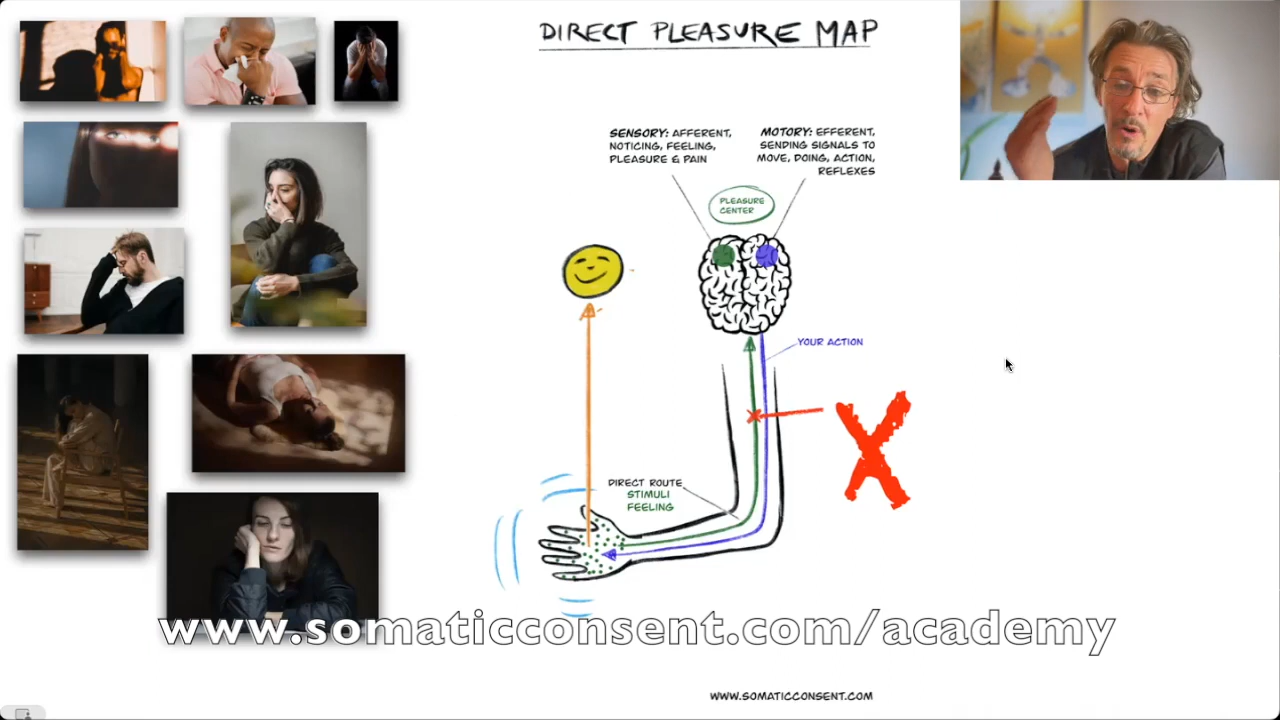 DIRECT PLEASURE MAP
SENSORY: AFFERENT,
NOTICING, FEELING,
PLEASURE & PAIN
MOTORY: EFFERENT,
SENDING SIGNALS TO
MOVE, DOING, ACTION,
REFLEXES
PLEASURE
CENTER
YOUR ACTION
X
DIRECT ROUTE
STIMULI
FEELING
www.somaticconsent.com/academy
WWW.SOMATICCONSENT.COM